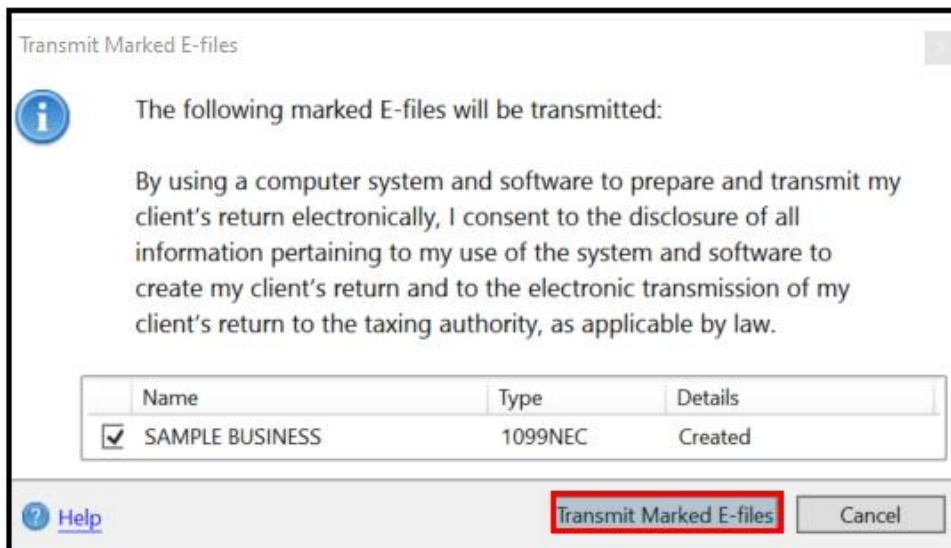 Transmit Marked E-files
The following marked E-files will be transmitted:
By using a computer system and software to prepare and transmit my
client's return electronically, I consent to the disclosure of all
information pertaining to my use of the system and software to
create my client's return and to the electronic transmission of my
client's return to the taxing authority, as applicable by law.
Name Type Details
SAMPLE BUSINESS 1099NEC Created
Help Transmit Marked E-files Cancel